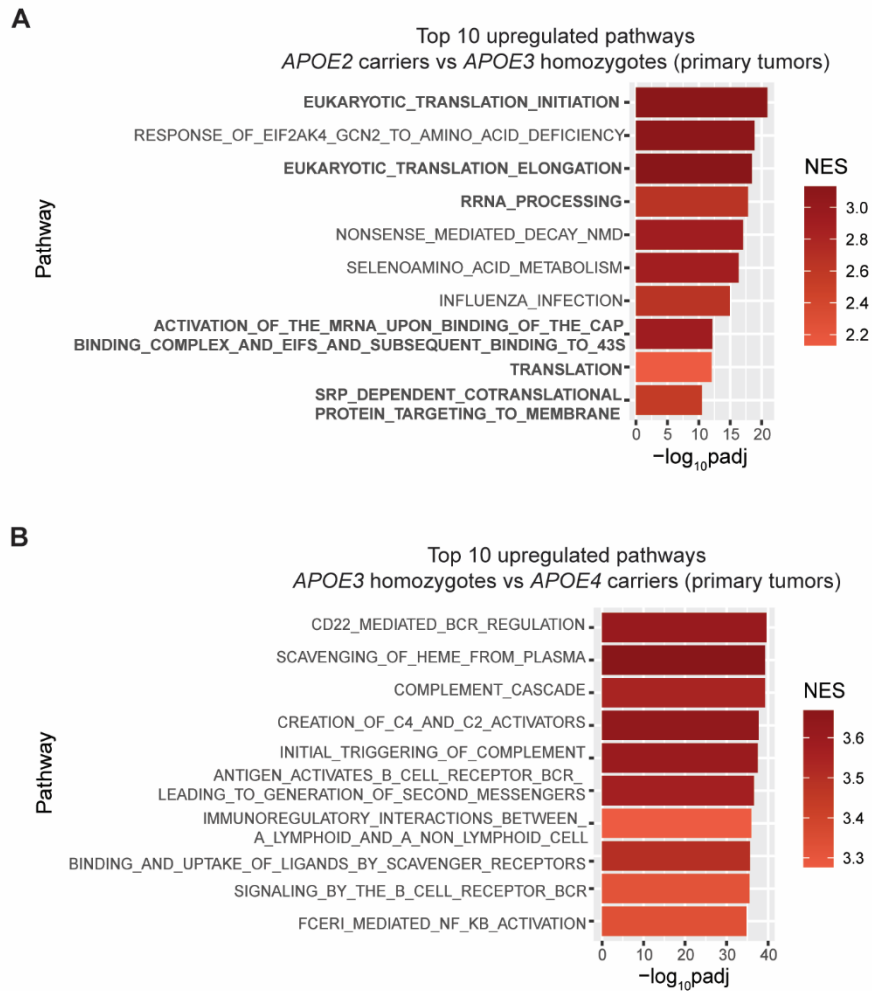 A
Top 10 upregulated pathways
APOE2 carriers vs APOE3 homozygotes (primary tumors)
EUKARYOTIC_TRANSLATION_INITIATION
RESPONSE_OF_EIF2AK4_GCN2_TO_AMINO_ACID_DEFICIENCY
EUKARYOTIC_TRANSLATION_ELONGATION
RRNA_PROCESSING
NONSENSE_MEDIATED_DECAY_NMD
SELENOAMINO_ACID_METABOLISM
INFLUENZA_INFECTION
ACTIVATION_OF_THE_MRNA_UPON_BINDING_OF_THE_CAP
BINDING_COMPLEX_AND_EIFS_AND_SUBSEQUENT_BINDING_TO_43S
TRANSLATION
SRP_DEPENDENT_COTRANSLATIONAL
PROTEIN_TARGETING_TO_MEMBRANE
Pathway
0 5 10 15 20
−log₁₀padj
NES
3.0
2.8
2.6
2.4
2.2
B
Top 10 upregulated pathways
APOE3 homozygotes vs APOE4 carriers (primary tumors)
CD22_MEDIATED_BCR_REGULATION
SCAVENGING_OF_HEME_FROM_PLASMA
COMPLEMENT_CASCADE
CREATION_OF_C4_AND_C2_ACTIVATORS
INITIAL_TRIGGERING_OF_COMPLEMENT
ANTIGEN_ACTIVATES_B_CELL_RECEPTOR_BCR_
LEADING_TO_GENERATION_OF_SECOND_MESSENGERS
IMMUNOREGULATORY_INTERACTIONS_BETWEEN_
A_LYMPHOID_AND_A_NON_LYMPHOID_CELL
BINDING_AND_UPTAKE_OF_LIGANDS_BY_SCAVENGER_RECEPTORS
SIGNALING_BY_THE_B_CELL_RECEPTOR_BCR
FCERI_MEDIATED_NF_KB_ACTIVATION
Pathway
0 10 20 30 40
−log₁₀padj
NES
3.6
3.5
3.4
3.3